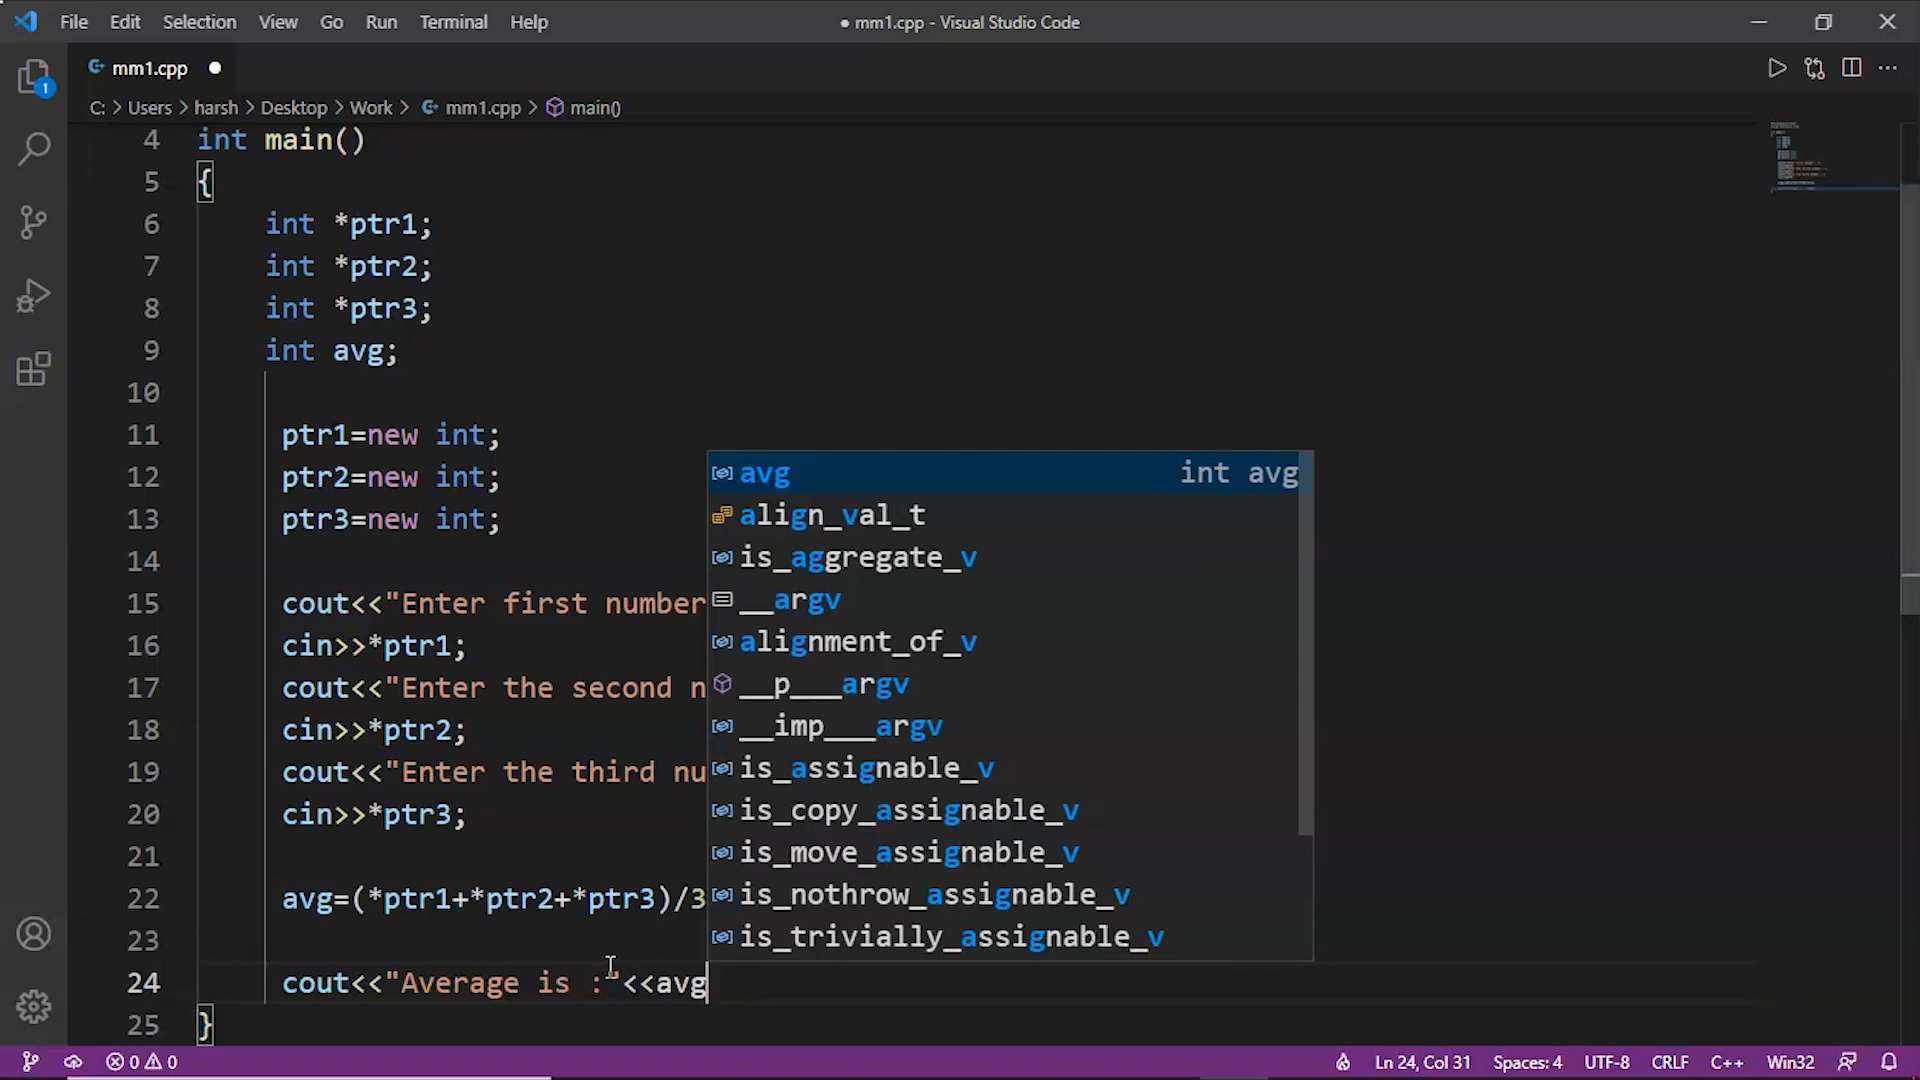 File Edit Selection View Go Run Terminal Help ● mm1.cpp - Visual Studio Code
mm1.cpp ●
C: > Users > harsh > Desktop > Work > mm1.cpp > main()
1
4 int main()
5 {
6 int *ptr1;
7 int *ptr2;
8 int *ptr3;
9 int avg;
10
11 ptr1=new int;
12 ptr2=new int;
13 ptr3=new int;
14
15 cout<<"Enter first number
16 cin>>*ptr1;
17 cout<<"Enter the second n
18 cin>>*ptr2;
19 cout<<"Enter the third nu
20 cin>>*ptr3;
21
22 avg=(*ptr1+*ptr2+*ptr3)/3
23
24 cout<<"Average is :"<<avg
25 }
avg int avg
align_val_t
is_aggregate_v
__argv
alignment_of_v
__p___argv
__imp___argv
is_assignable_v
is_copy_assignable_v
is_move_assignable_v
is_nothrow_assignable_v
is_trivially_assignable_v
0 0 Ln 24, Col 31 Spaces: 4 UTF-8 CRLF C++ Win32